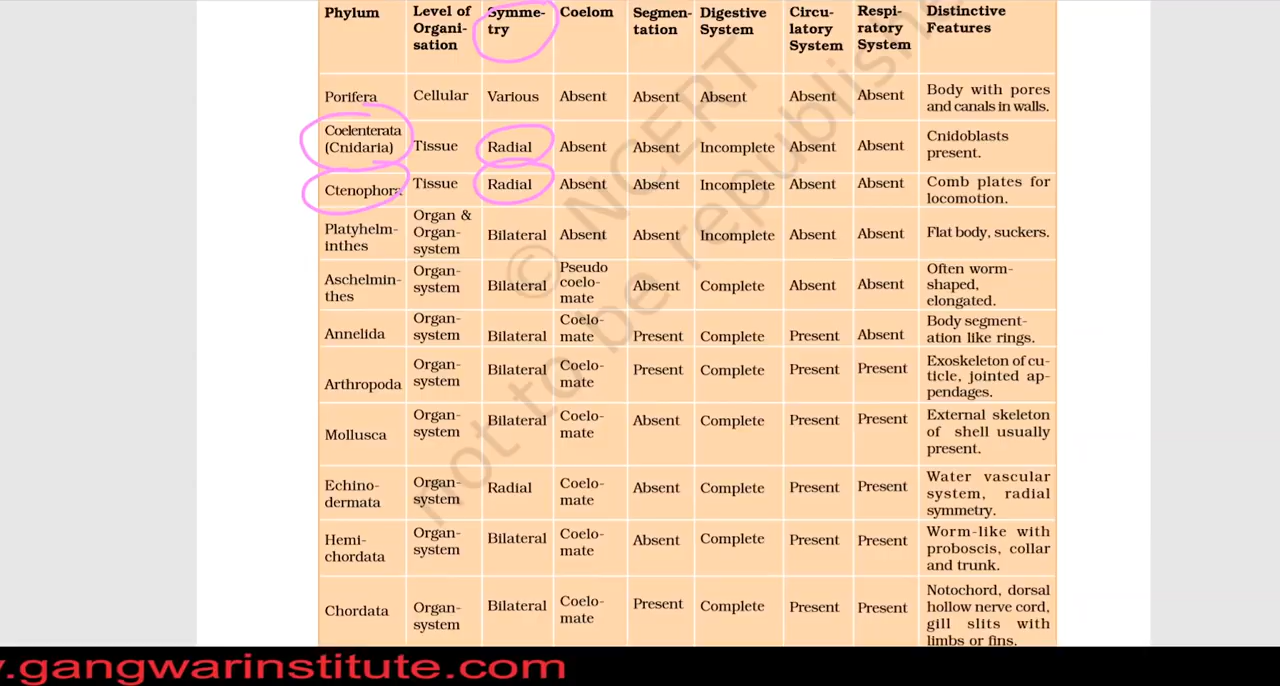 Phylum Level of Organi- sation Symme- try Coelom Segmen- tation Digestive System Circu- latory System Respi- ratory System Distinctive Features
Porifera Cellular Various Absent Absent Absent Absent Absent Body with pores and canals in walls.
Coelenterata (Cnidaria) Tissue Radial Absent Absent Incomplete Absent Absent Cnidoblasts present.
Ctenophora Tissue Radial Absent Absent Incomplete Absent Absent Comb plates for locomotion.
Platyhelm- inthes Organ & Organ- system Bilateral Absent Absent Incomplete Absent Absent Flat body, suckers.
Aschelmin- thes Organ- system Bilateral Pseudo coelo- mate Absent Complete Absent Absent Often worm- shaped, elongated.
Annelida Organ- system Bilateral Coelo- mate Present Complete Present Absent Body segment- ation like rings.
Arthropoda Organ- system Bilateral Coelo- mate Present Complete Present Present Exoskeleton of cu- ticle, jointed ap- pendages.
Mollusca Organ- system Bilateral Coelo- mate Absent Complete Present Present External skeleton of shell usually present.
Echino- dermata Organ- system Radial Coelo- mate Absent Complete Present Present Water vascular system, radial symmetry.
Hemi- chordata Organ- system Bilateral Coelo- mate Absent Complete Present Present Worm-like with proboscis, collar and trunk.
Chordata Organ- system Bilateral Coelo- mate Present Complete Present Present Notochord, dorsal hollow nerve cord, gill slits with limbs or fins.
© NCERT
not to be republishe
.gangwarinstitute.com